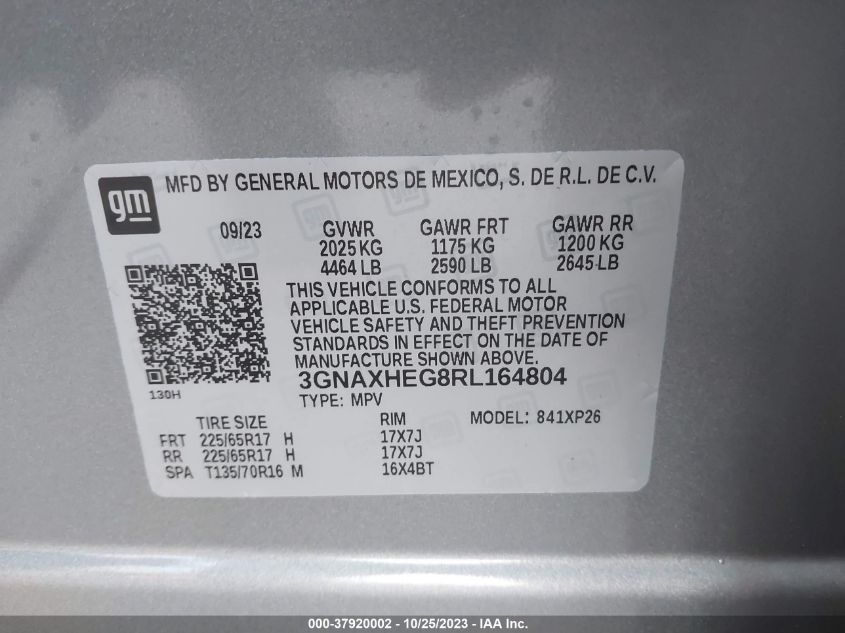 gm
MFD BY GENERAL MOTORS DE MEXICO, S. DE R.L. DE C.V.
09/23 GVWR GAWR FRT GAWR RR
2025 KG 1175 KG 1200 KG
4464 LB 2590 LB 2645 LB
THIS VEHICLE CONFORMS TO ALL
APPLICABLE U.S. FEDERAL MOTOR
VEHICLE SAFETY AND THEFT PREVENTION
STANDARDS IN EFFECT ON THE DATE OF
MANUFACTURE SHOWN ABOVE.
3GNAXHEG8RL164804
130H
TYPE: MPV
TIRE SIZE RIM MODEL: 841XP26
FRT 225/65R17 H 17X7J
RR 225/65R17 H 17X7J
SPA T135/70R16 M 16X4BT
000-37920002 - 10/25/2023 - IAA Inc.